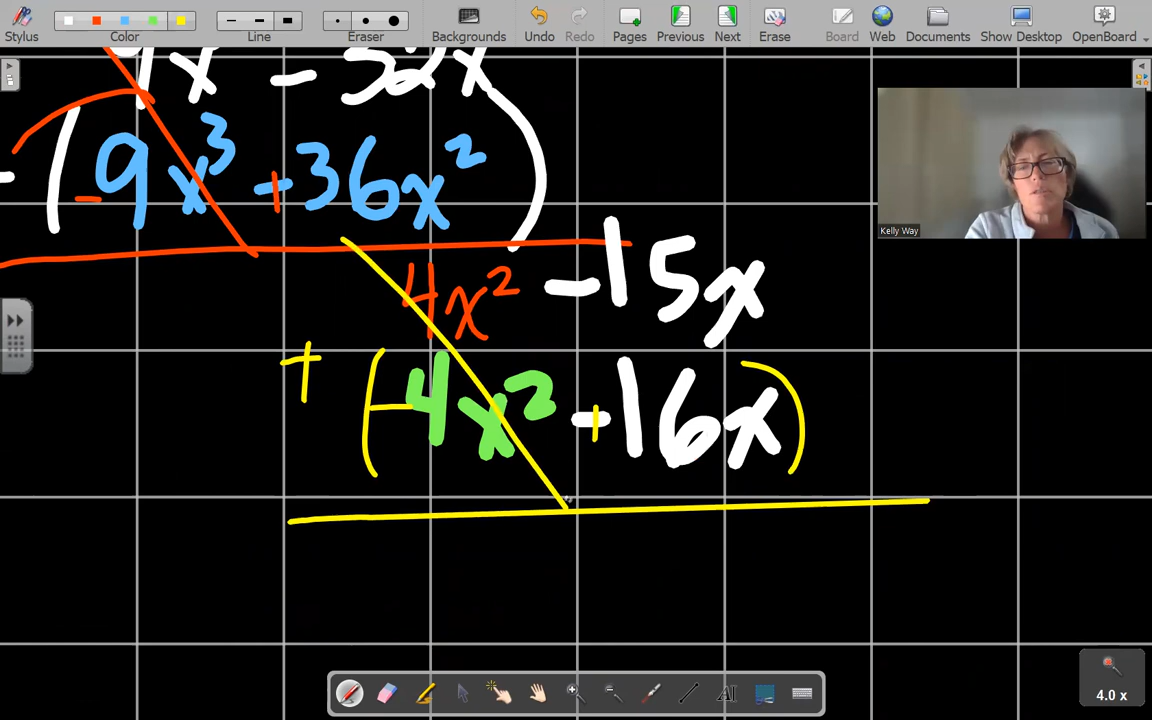 Stylus Color Line Eraser Backgrounds Undo Redo Pages Previous Next Erase Web Documents Show Desktop Board OpenBoard
- 32x
-(-9x³ + 36x²)
4x² - 15x
+ (-4x² + 16x)
Kelly Way
4.0 x